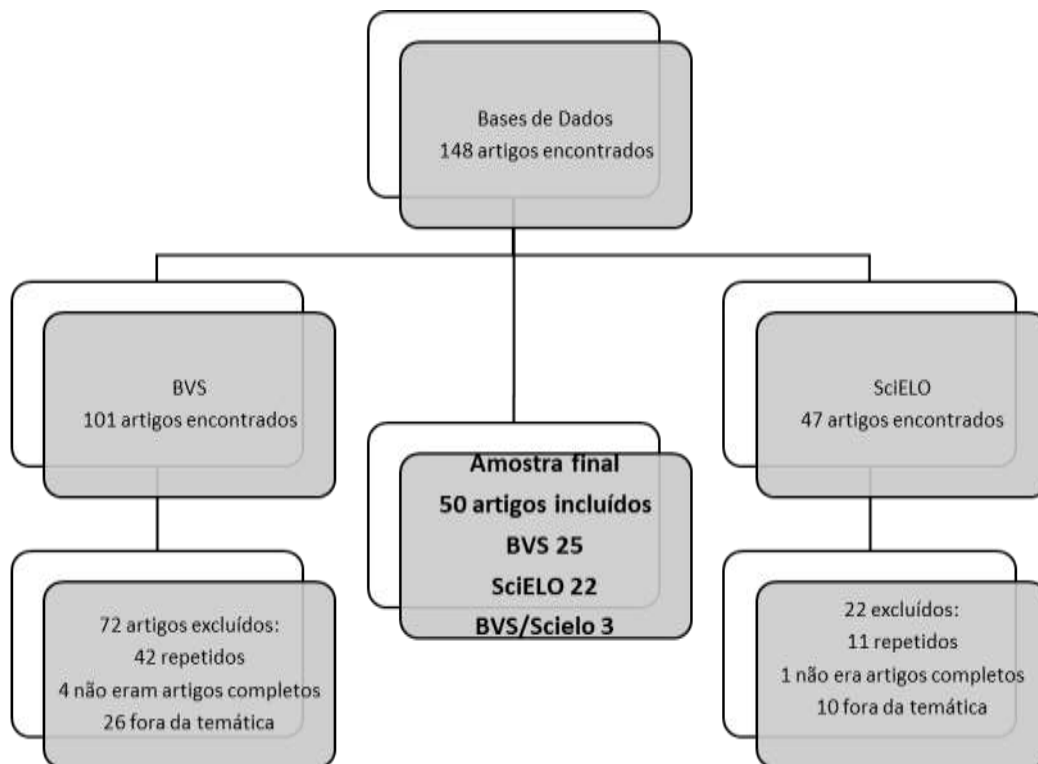 Bases de Dados
148 artigos encontrados
BVS
101 artigos encontrados
SciELO
47 artigos encontrados
Amostra final
50 artigos incluídos
BVS 25
SciELO 22
BVS/Scielo 3
72 artigos excluídos:
42 repetidos
4 não eram artigos completos
26 fora da temática
22 excluídos:
11 repetidos
1 não era artigos completos
10 fora da temática